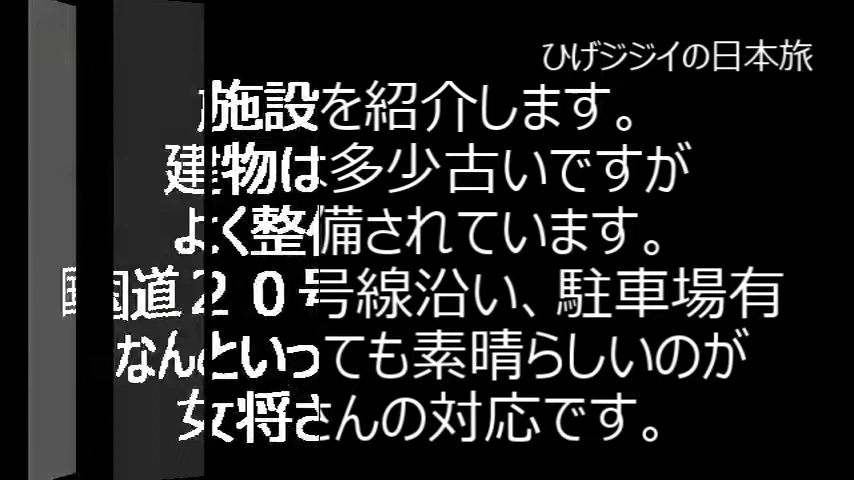 ひげジジイの日本旅
施設を紹介します。
建物は多少古いですが
よく整備されています。
国道２０号線沿い、駐車場有
なんといっても素晴らしいのが
女将さんの対応です。